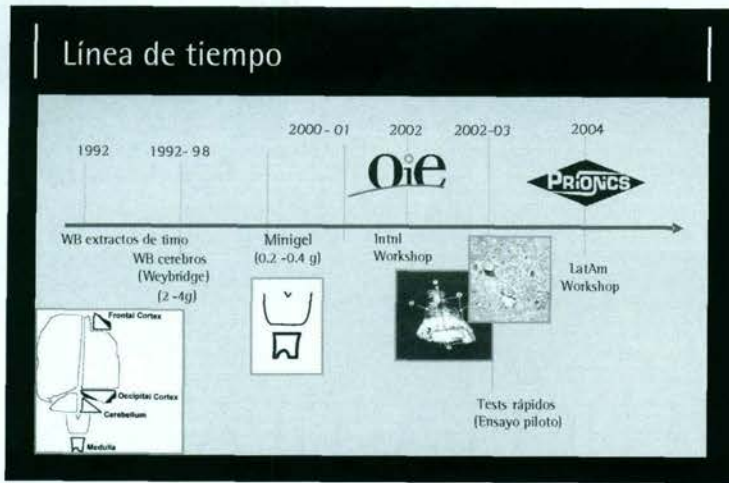 Línea de tiempo
1992
1992-98
2000-01
2002
2002-03
2004
OiE
PRiONiCS
WB extractos de timo
WB cerebros
(Weybridge)
(2 -4g)
Minigel
(0.2 -0.4 g)
Intnl
Workshop
LatAm
Workshop
Tests rápidos
(Ensayo piloto)
Frontal Cortex
Occipital Cortex
Cerebellum
Medulla